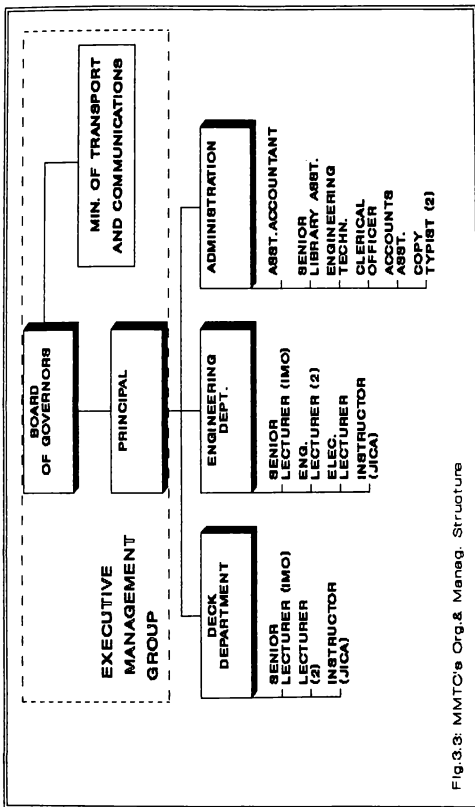 EXECUTIVE
MANAGEMENT
GROUP
BOARD
OF GOVERNORS
MIN. OF TRANSPORT
AND COMMUNICATIONS
PRINCIPAL
DECK
DEPARTMENT
SENIOR
LECTURER (IMO)
LECTURER
(2)
INSTRUCTOR
(JICA)
ENGINEERING
DEPT.
SENIOR
LECTURER (IMO)
ENG.
LECTURER (2)
ELEC.
LECTURER
INSTRUCTOR
(JICA)
ADMINISTRATION
ASST.ACCOUNTANT
SENIOR
LIBRARY ASST.
ENGINEERING
TECHN.
CLERICAL
OFFICER
ACCOUNTS
ASST.
COPY
TYPIST (2)
Fig.3.3: MMTC's Org.& Manag. Structure